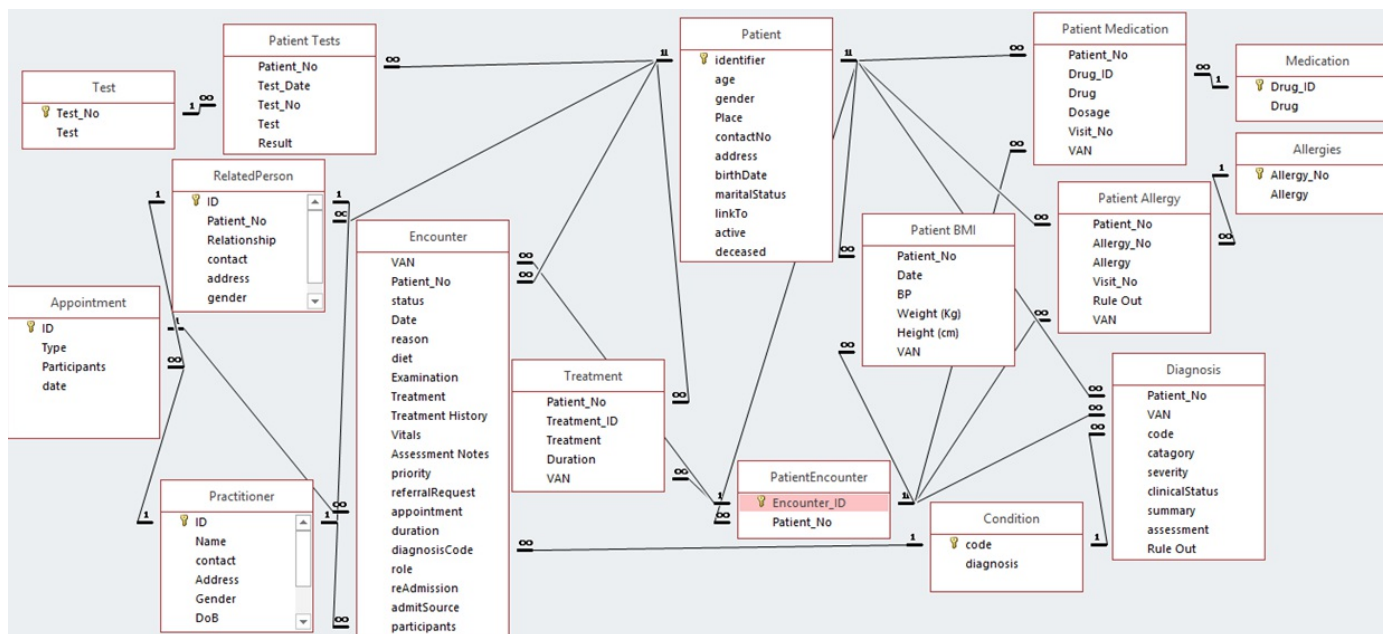 Test
Test_No
Test
Patient Tests
Patient_No
Test_Date
Test_No
Test
Result
Patient
identifier
age
gender
Place
contactNo
address
birthDate
maritalStatus
linkTo
active
deceased
Patient Medication
Patient_No
Drug_ID
Drug
Dosage
Visit_No
VAN
Medication
Drug_ID
Drug
Allergies
Allergy_No
Allergy
RelatedPerson
ID
Patient_No
Relationship
contact
address
gender
Encounter
VAN
Patient_No
status
Date
reason
diet
Examination
Treatment
Treatment History
Vitals
Assessment Notes
priority
referralRequest
appointment
duration
diagnosisCode
role
reAdmission
admitSource
participants
Patient BMI
Patient_No
Date
BP
Weight (Kg)
Height (cm)
VAN
Patient Allergy
Patient_No
Allergy_No
Allergy
Visit_No
Rule Out
VAN
Appointment
ID
Type
Participants
date
Treatment
Patient_No
Treatment_ID
Treatment
Duration
VAN
Diagnosis
Patient_No
VAN
code
catagory
severity
clinicalStatus
summary
assessment
Rule Out
Practitioner
ID
Name
contact
Address
Gender
DoB
PatientEncounter
Encounter_ID
Patient_No
Condition
code
diagnosis